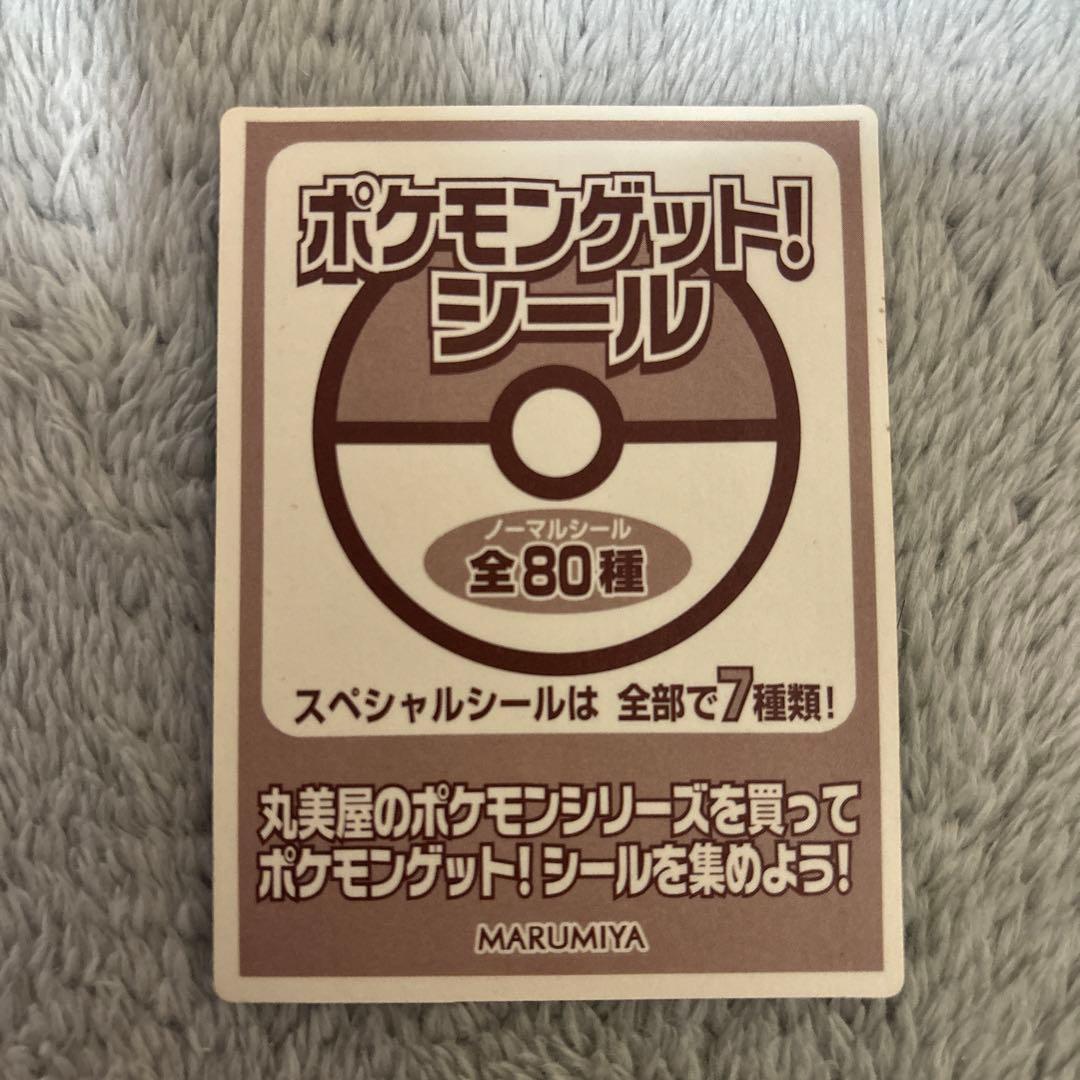 ポケモンゲット!
シール
ノーマルシール
全80種
スペシャルシールは 全部で7種類!
丸美屋のポケモンシリーズを買って
ポケモンゲット! シールを集めよう!
MARUMIYA